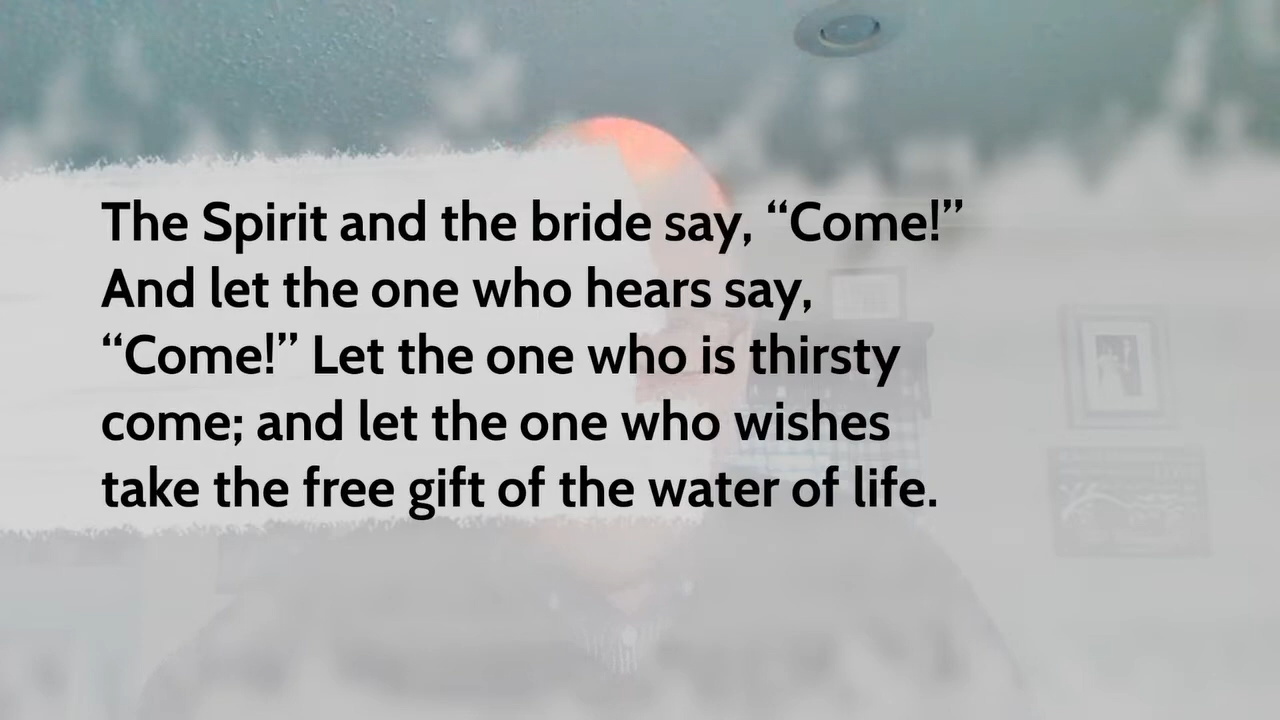 The Spirit and the bride say, “Come!”
And let the one who hears say,
“Come!” Let the one who is thirsty
come; and let the one who wishes
take the free gift of the water of life.